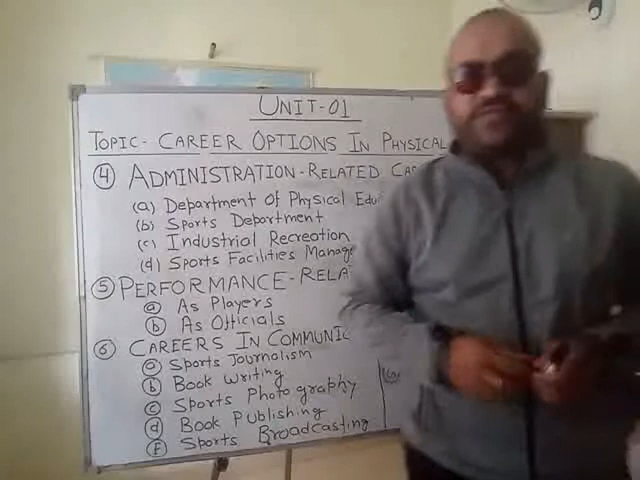 UNIT-01
TOPIC- CAREER OPTIONS IN PHYSICAL
④ ADMINISTRATION-RELATED
(a) Department Of Physical
(b) Sports Department
(c) Industrial Recreation
(d) Sports Facilities
⑤ PERFORMANCE-
ⓐ As Players
ⓑ As Officials
⑥ CAREERS IN
ⓐ Sports Journalism
ⓑ Book Writing
ⓒ Sports Photography
ⓓ Book Publishing
Ⓕ Sports Broadcasting